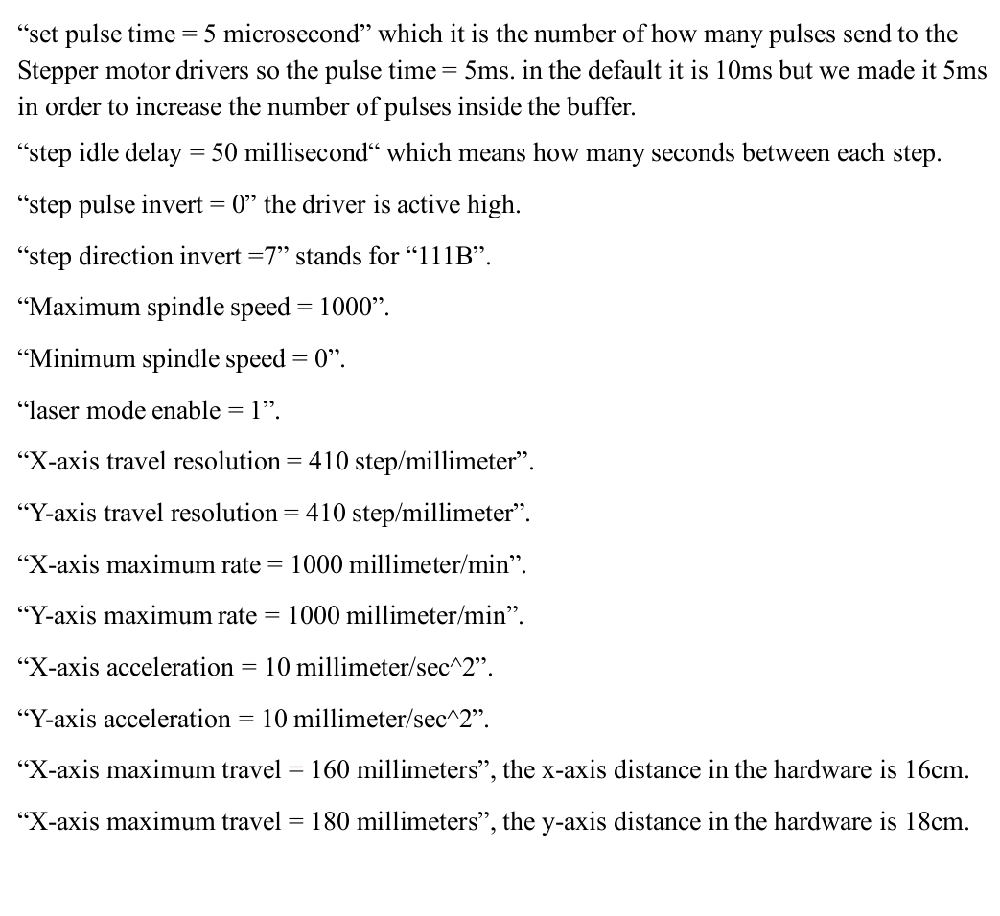 “set pulse time = 5 microsecond” which it is the number of how many pulses send to the
Stepper motor drivers so the pulse time = 5ms. in the default it is 10ms but we made it 5ms
in order to increase the number of pulses inside the buffer.
“step idle delay = 50 millisecond“ which means how many seconds between each step.
“step pulse invert = 0” the driver is active high.
“step direction invert =7” stands for “111B”.
“Maximum spindle speed = 1000”.
“Minimum spindle speed = 0”.
“laser mode enable = 1”.
“X-axis travel resolution = 410 step/millimeter”.
“Y-axis travel resolution = 410 step/millimeter”.
“X-axis maximum rate = 1000 millimeter/min”.
“Y-axis maximum rate = 1000 millimeter/min”.
“X-axis acceleration = 10 millimeter/sec^2”.
“Y-axis acceleration = 10 millimeter/sec^2”.
“X-axis maximum travel = 160 millimeters”, the x-axis distance in the hardware is 16cm.
“X-axis maximum travel = 180 millimeters”, the y-axis distance in the hardware is 18cm.